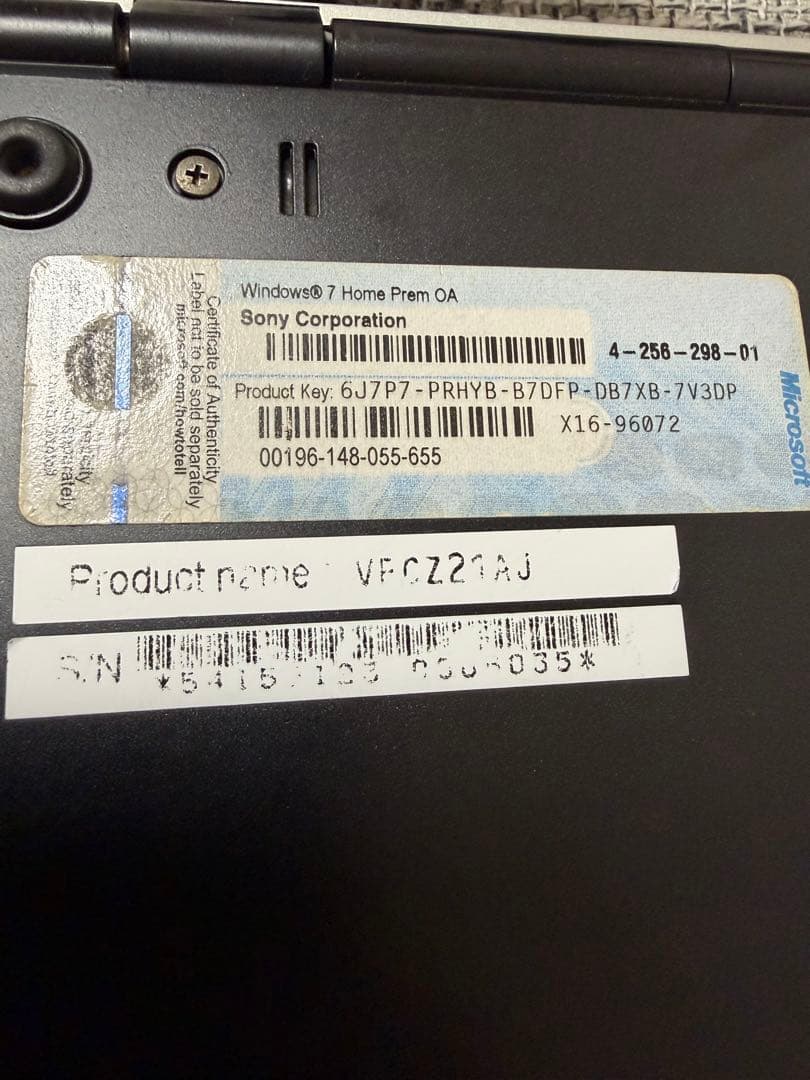 Windows® 7 Home Prem OA
Sony Corporation
4-256-298-01
Product Key: 6J7P7-PRHYB-B7DFP-DB7XB-7V3DP
X16-96072
00196-148-055-655
Microsoft
Certificate of Authenticity
Label not to be sold separately
microsoft.com/howtotell
Product name : VPCZ21AJ
S/N